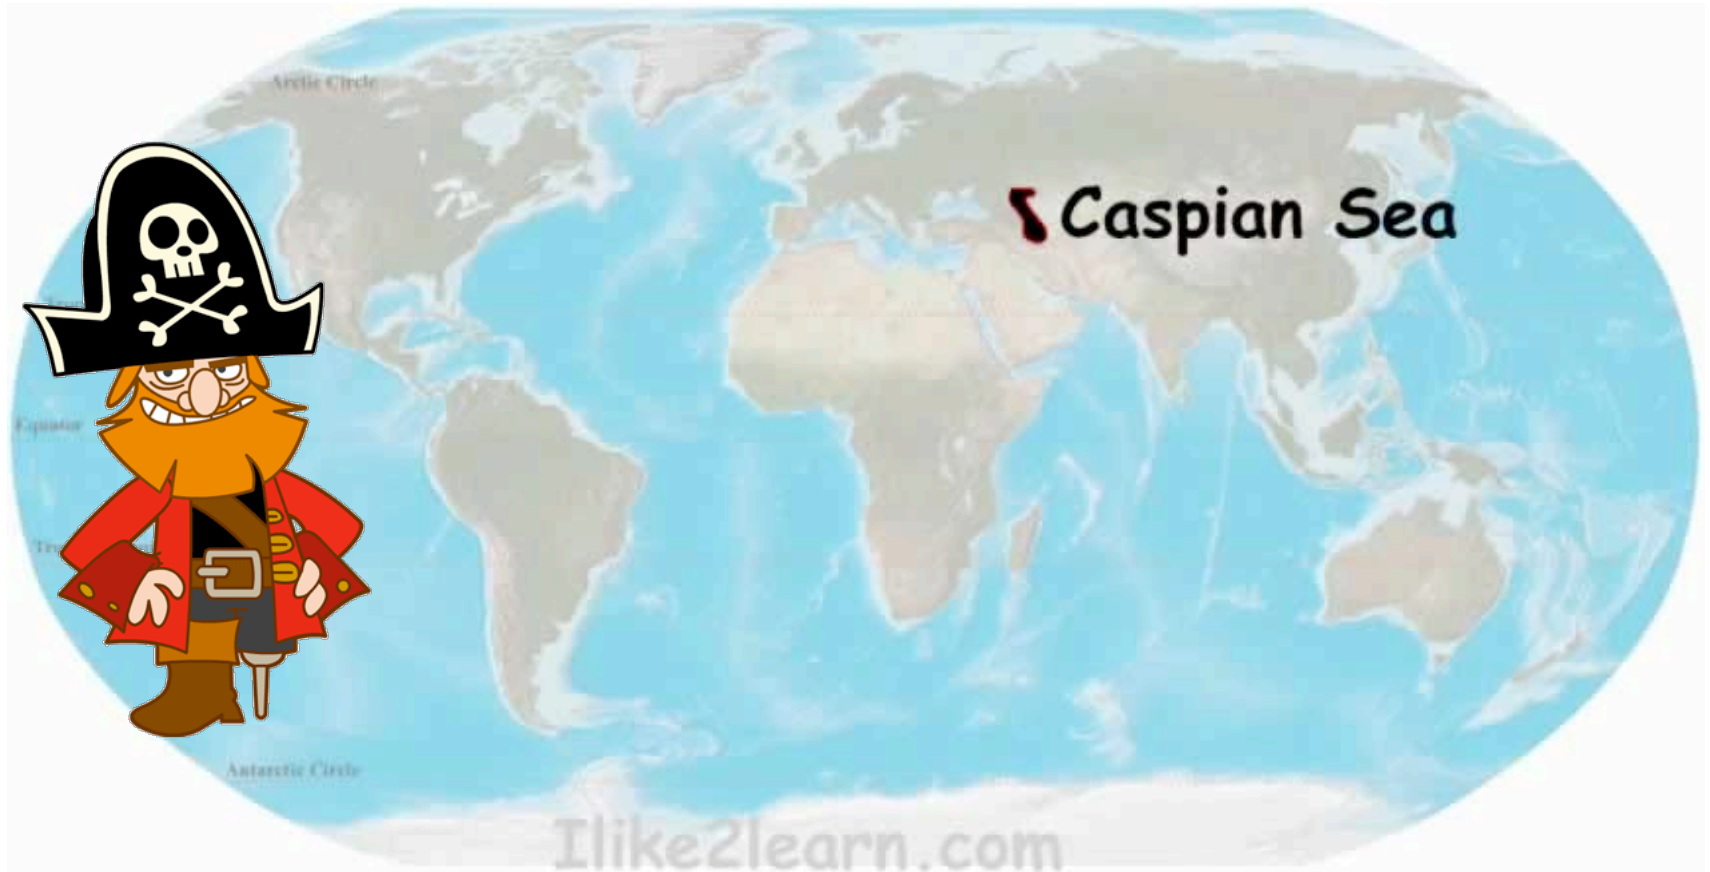 Arctic Circle
Caspian Sea
Equator
Antarctic Circle
Ilike2learn.com